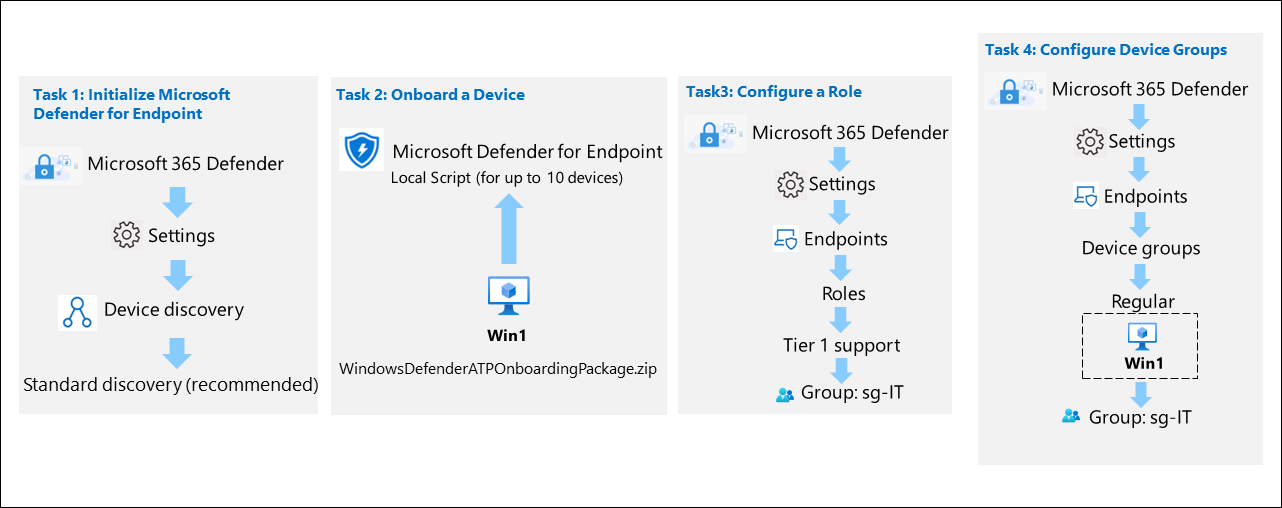 Task 1: Initialize Microsoft
Defender for Endpoint
Microsoft 365 Defender
Settings
Device discovery
Standard discovery (recommended)
Task 2: Onboard a Device
Microsoft Defender for Endpoint
Local Script (for up to 10 devices)
Win1
WindowsDefenderATPOnboardingPackage.zip
Task3: Configure a Role
Microsoft 365 Defender
Settings
Endpoints
Roles
Tier 1 support
Group: sg-IT
Task 4: Configure Device Groups
Microsoft 365 Defender
Settings
Endpoints
Device groups
Regular
Win1
Group: sg-IT